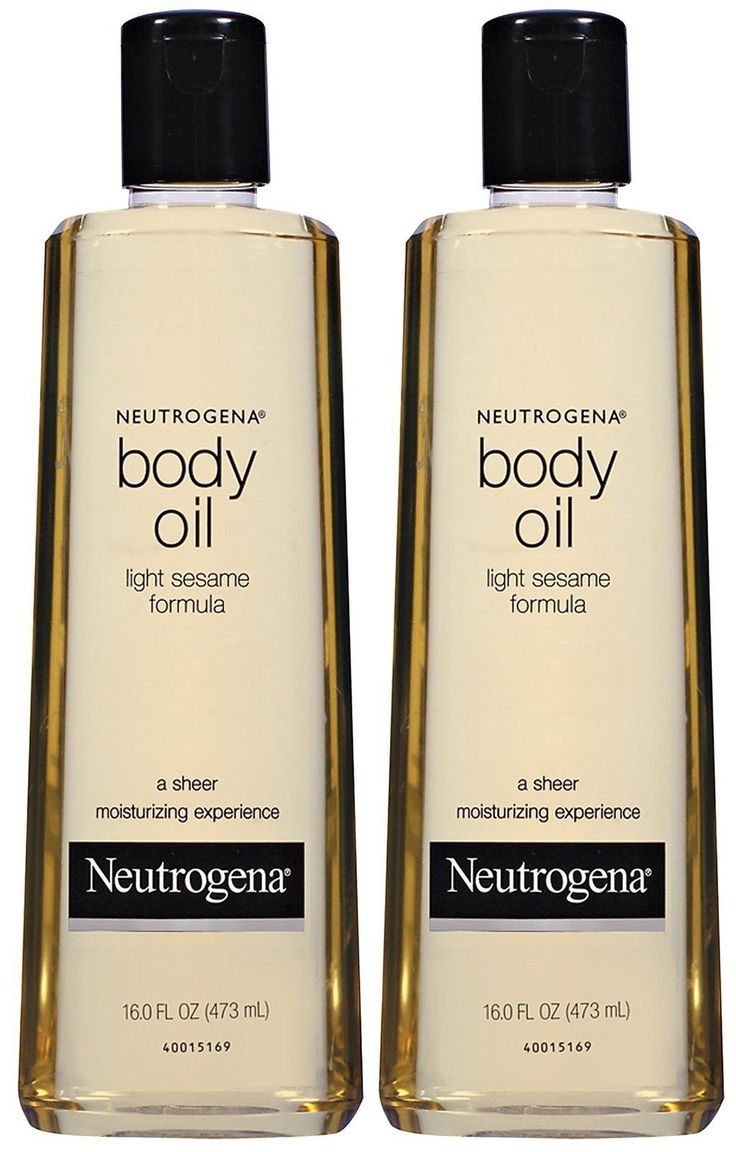 NEUTROGENA®
body
oil
light sesame
formula
a sheer
moisturizing experience
Neutrogena®
16.0 FL OZ (473 mL)
40015169
NEUTROGENA®
body
oil
light sesame
formula
a sheer
moisturizing experience
Neutrogena®
16.0 FL OZ (473 mL)
40015169